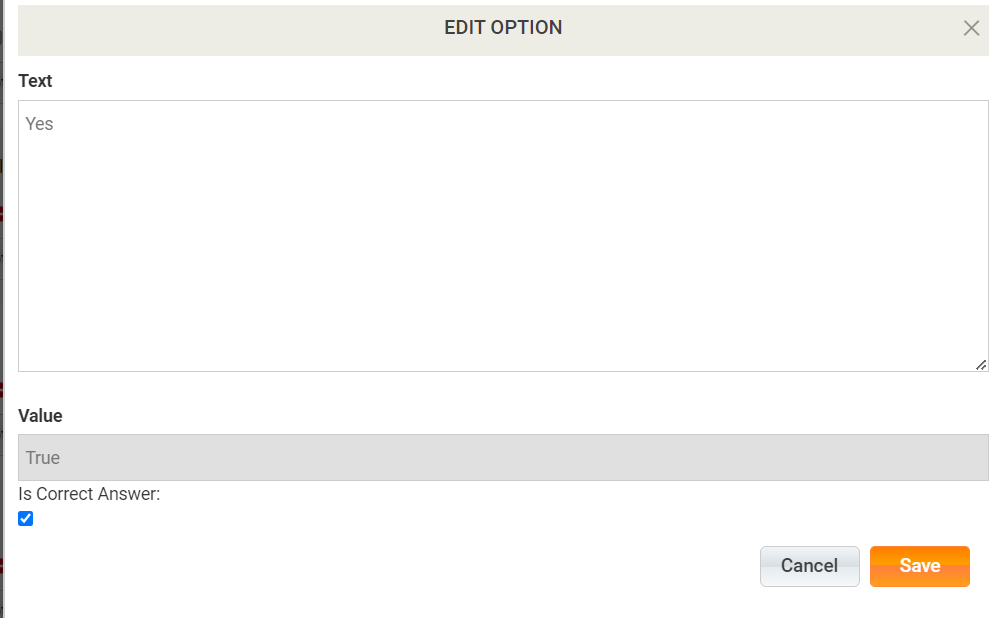 EDIT OPTION
Text
Yes
Value
True
Is Correct Answer:
Cancel
Save